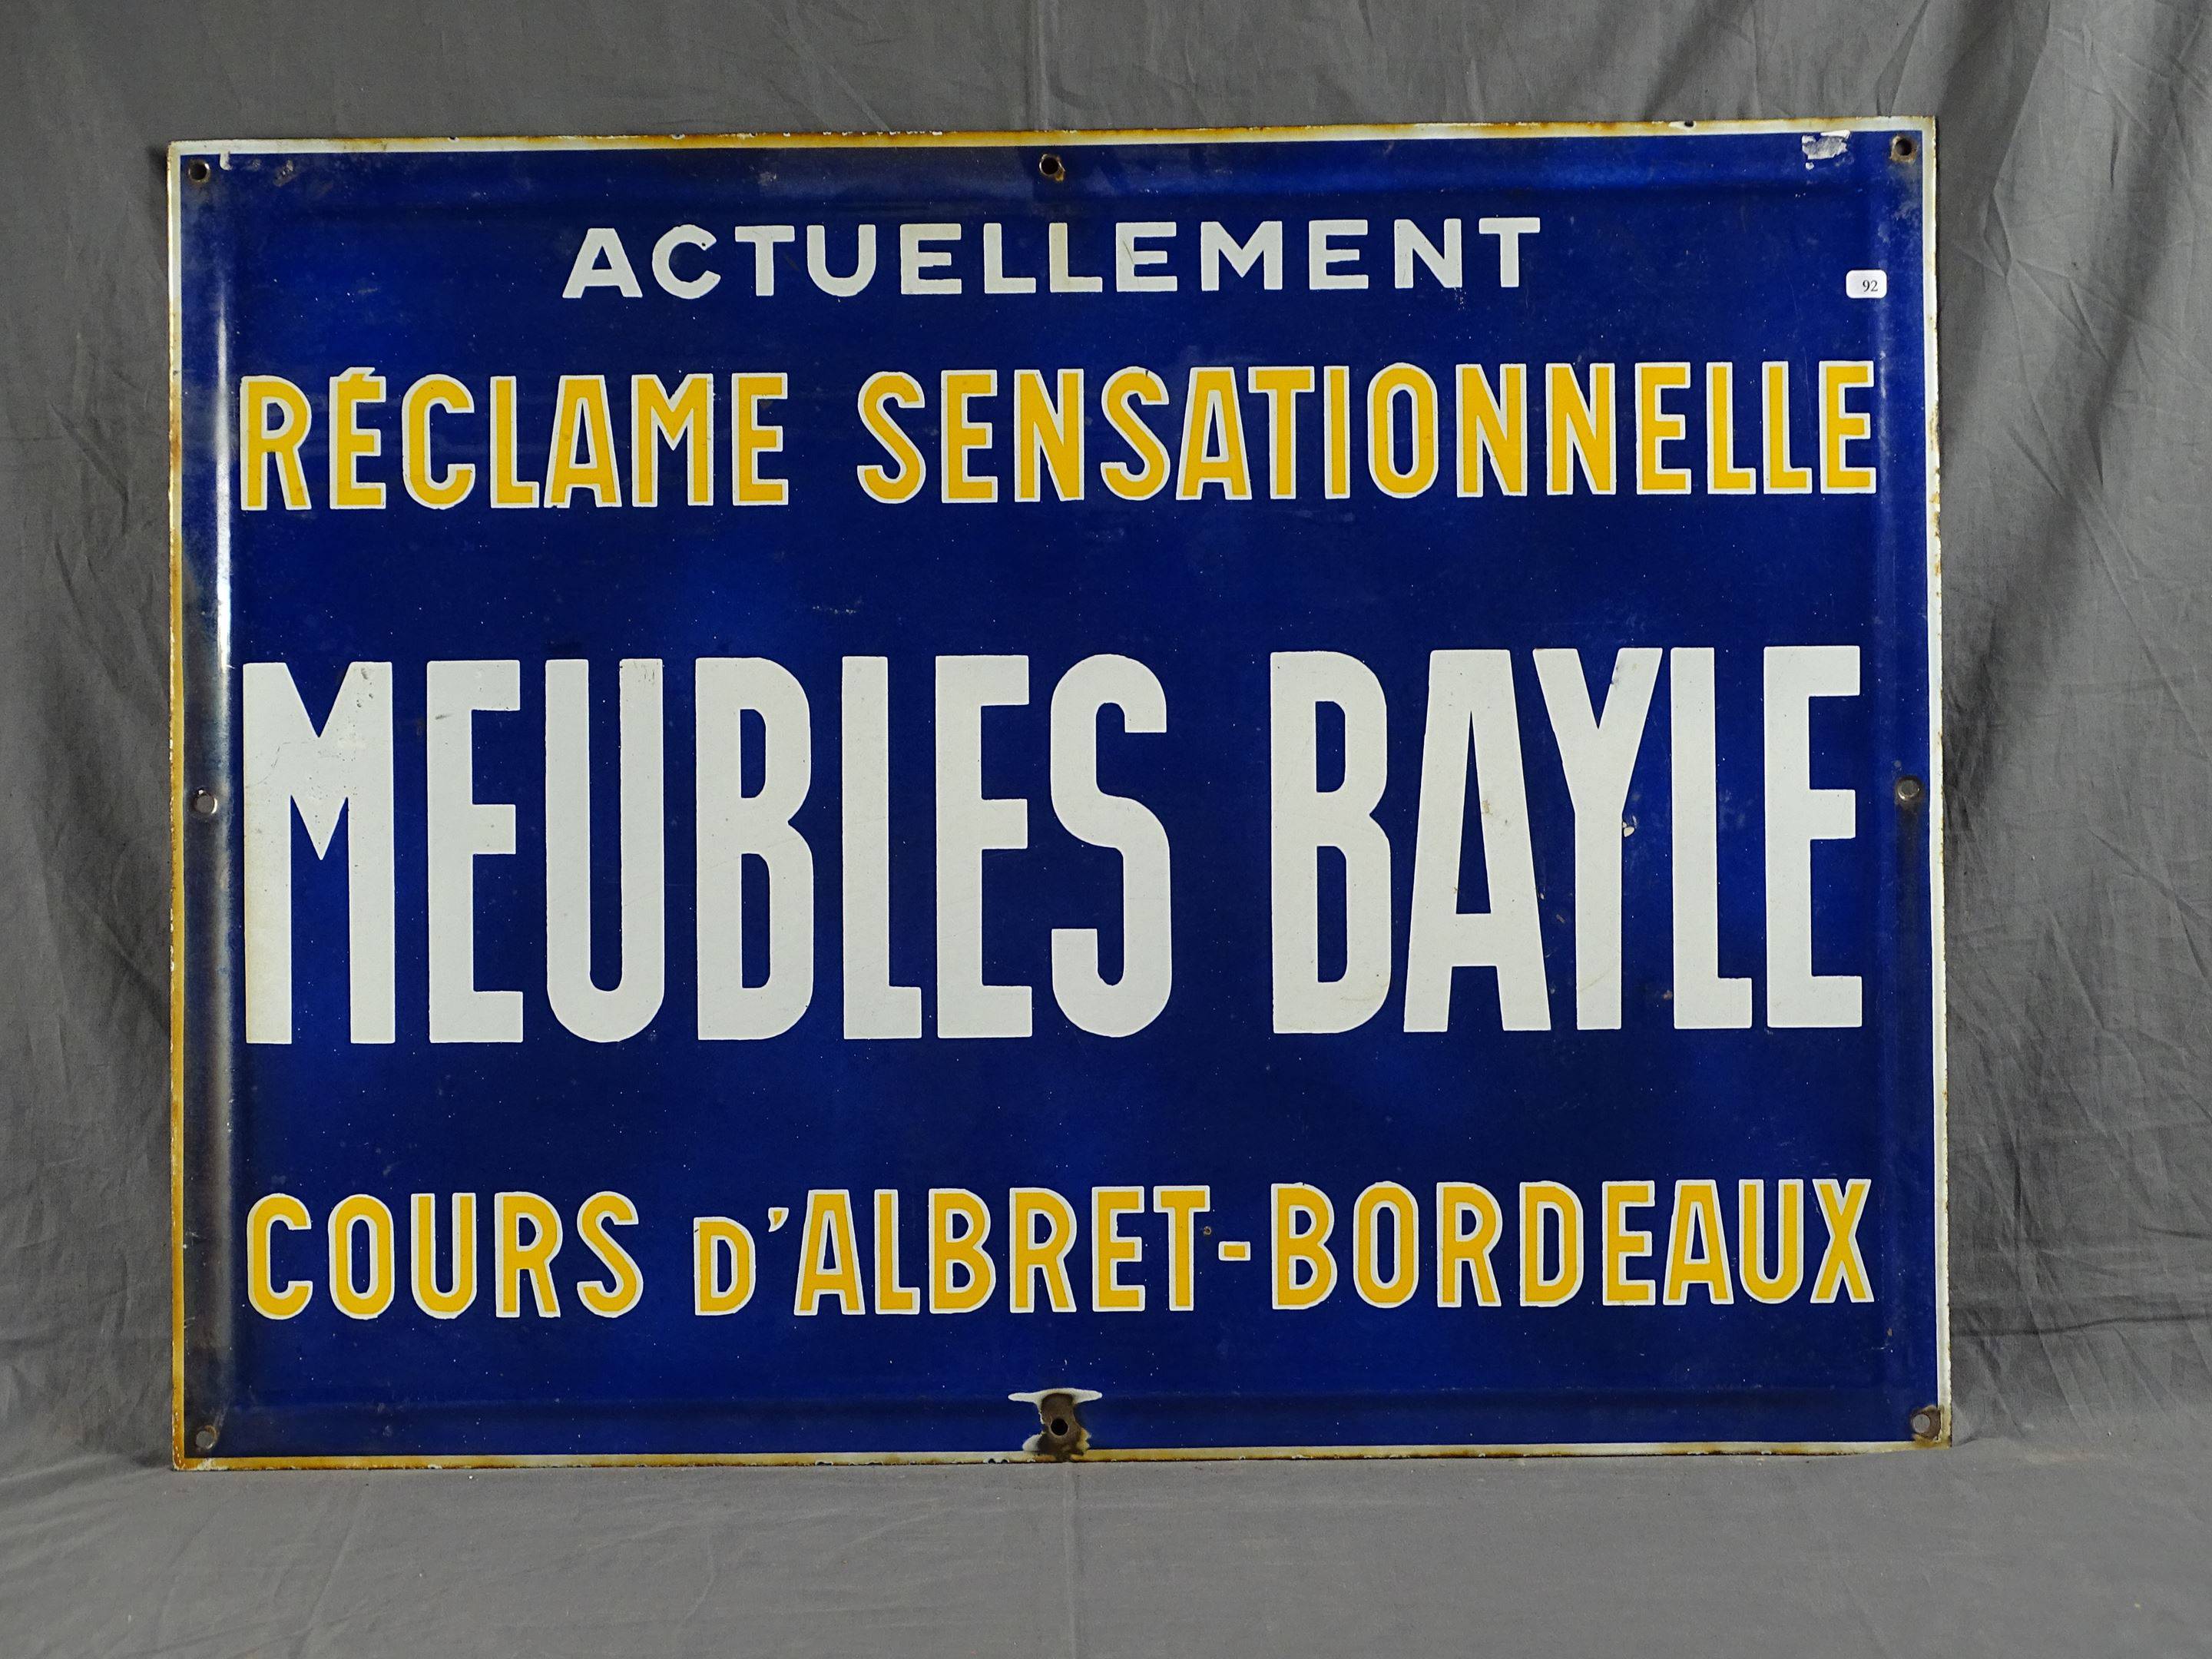 ACTUELLEMENT
92
RÉCLAME SENSATIONNELLE
MEUBLES BAYLE
COURS D'ALBRET-BORDEAUX